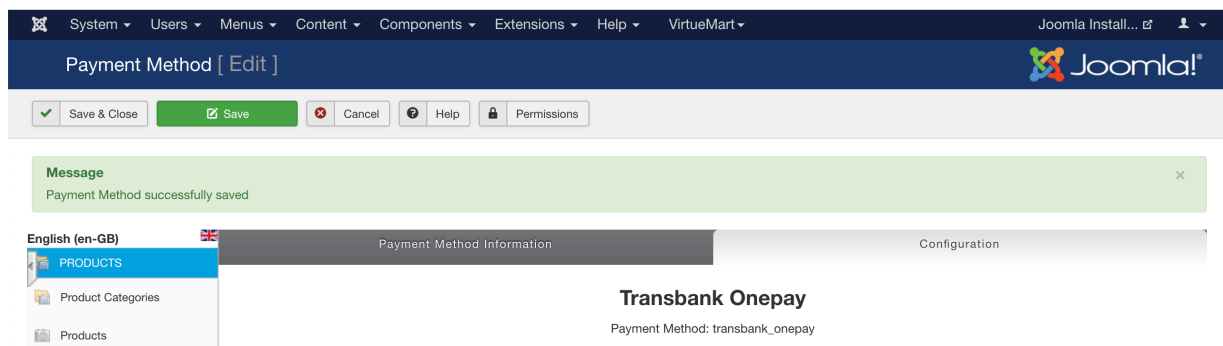 System Users Menus Content Components Extensions Help VirtueMart Joomla Install...
Payment Method [ Edit ] Joomla!®
Save & Close Save Cancel Help Permissions
Message
Payment Method successfully saved
English (en-GB)
Payment Method Information Configuration
PRODUCTS
Product Categories
Products
Transbank Onepay
Payment Method: transbank_onepay